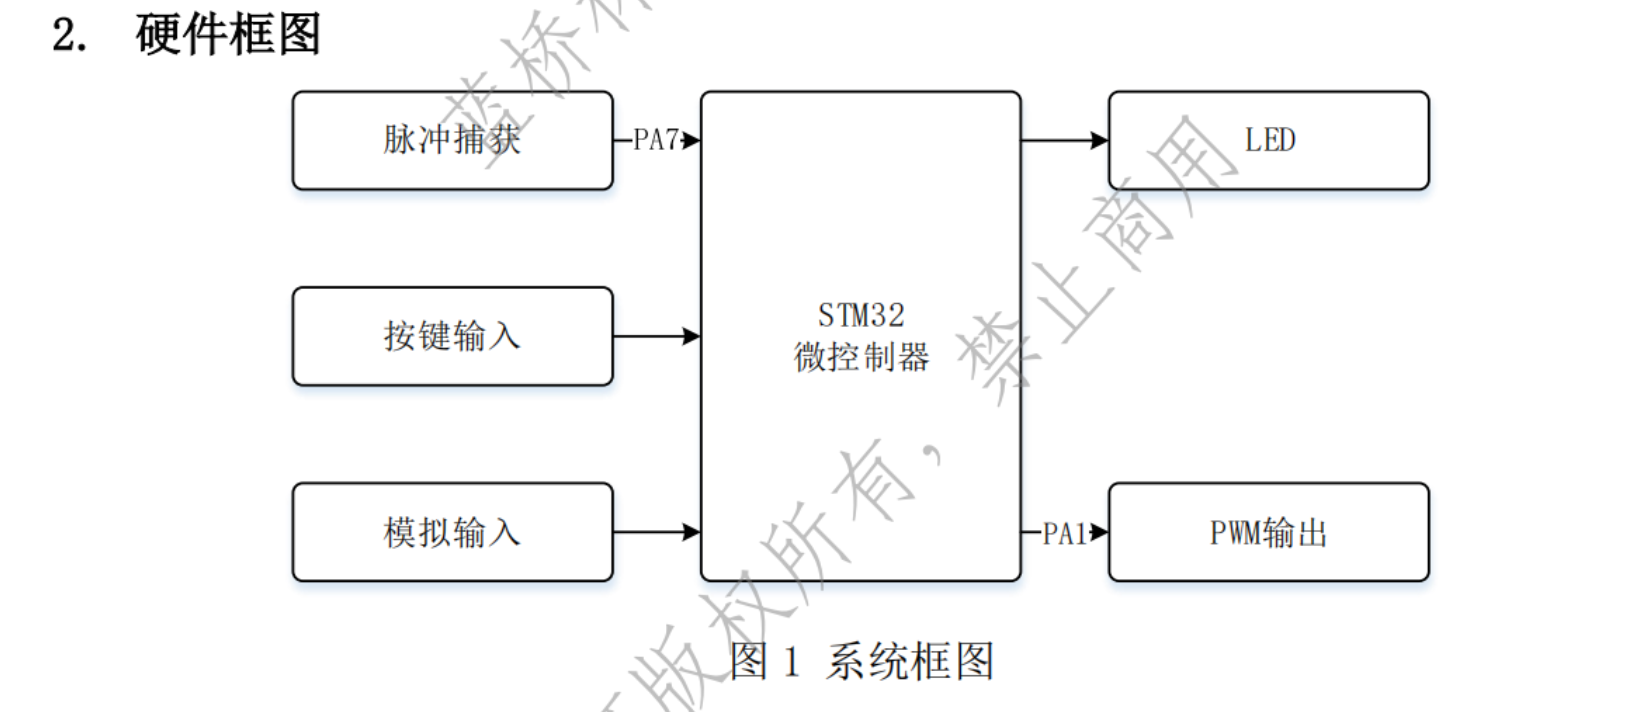 2. 硬件框图
脉冲捕获
PA7
LED
按键输入
STM32
微控制器
模拟输入
PA1
PWM输出
图 1 系统框图
蓝桥杯
版权所有，禁止商用